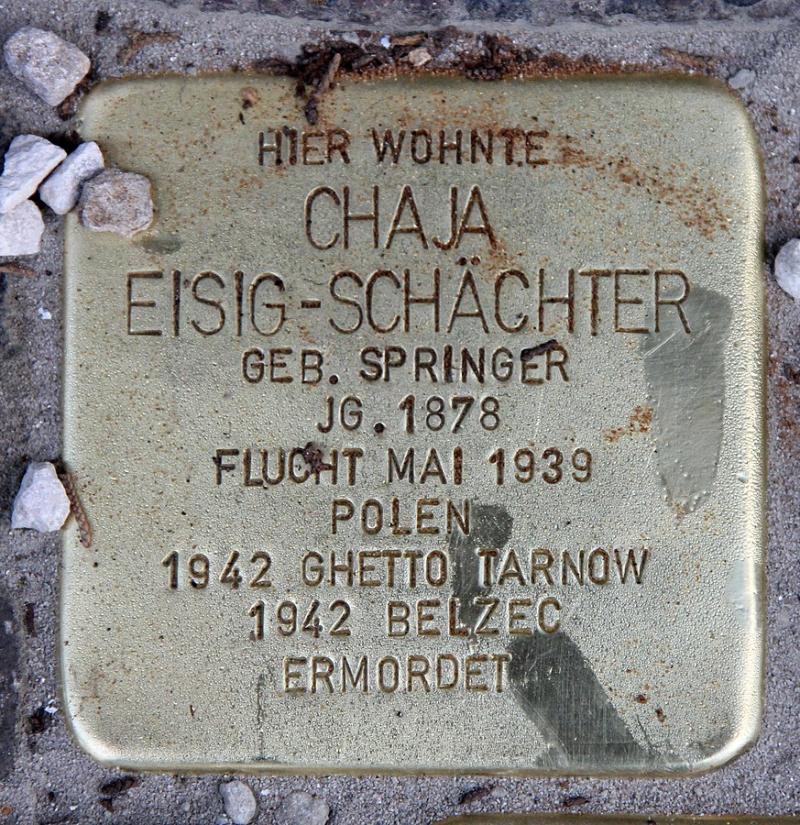 HIER WOHNTE
CHAJA
EISIG-SCHÄCHTER
GEB. SPRINGER
JG. 1878
FLUCHT MAI 1939
POLEN
1942 GHETTO TARNOW
1942 BELZEC
ERMORDET